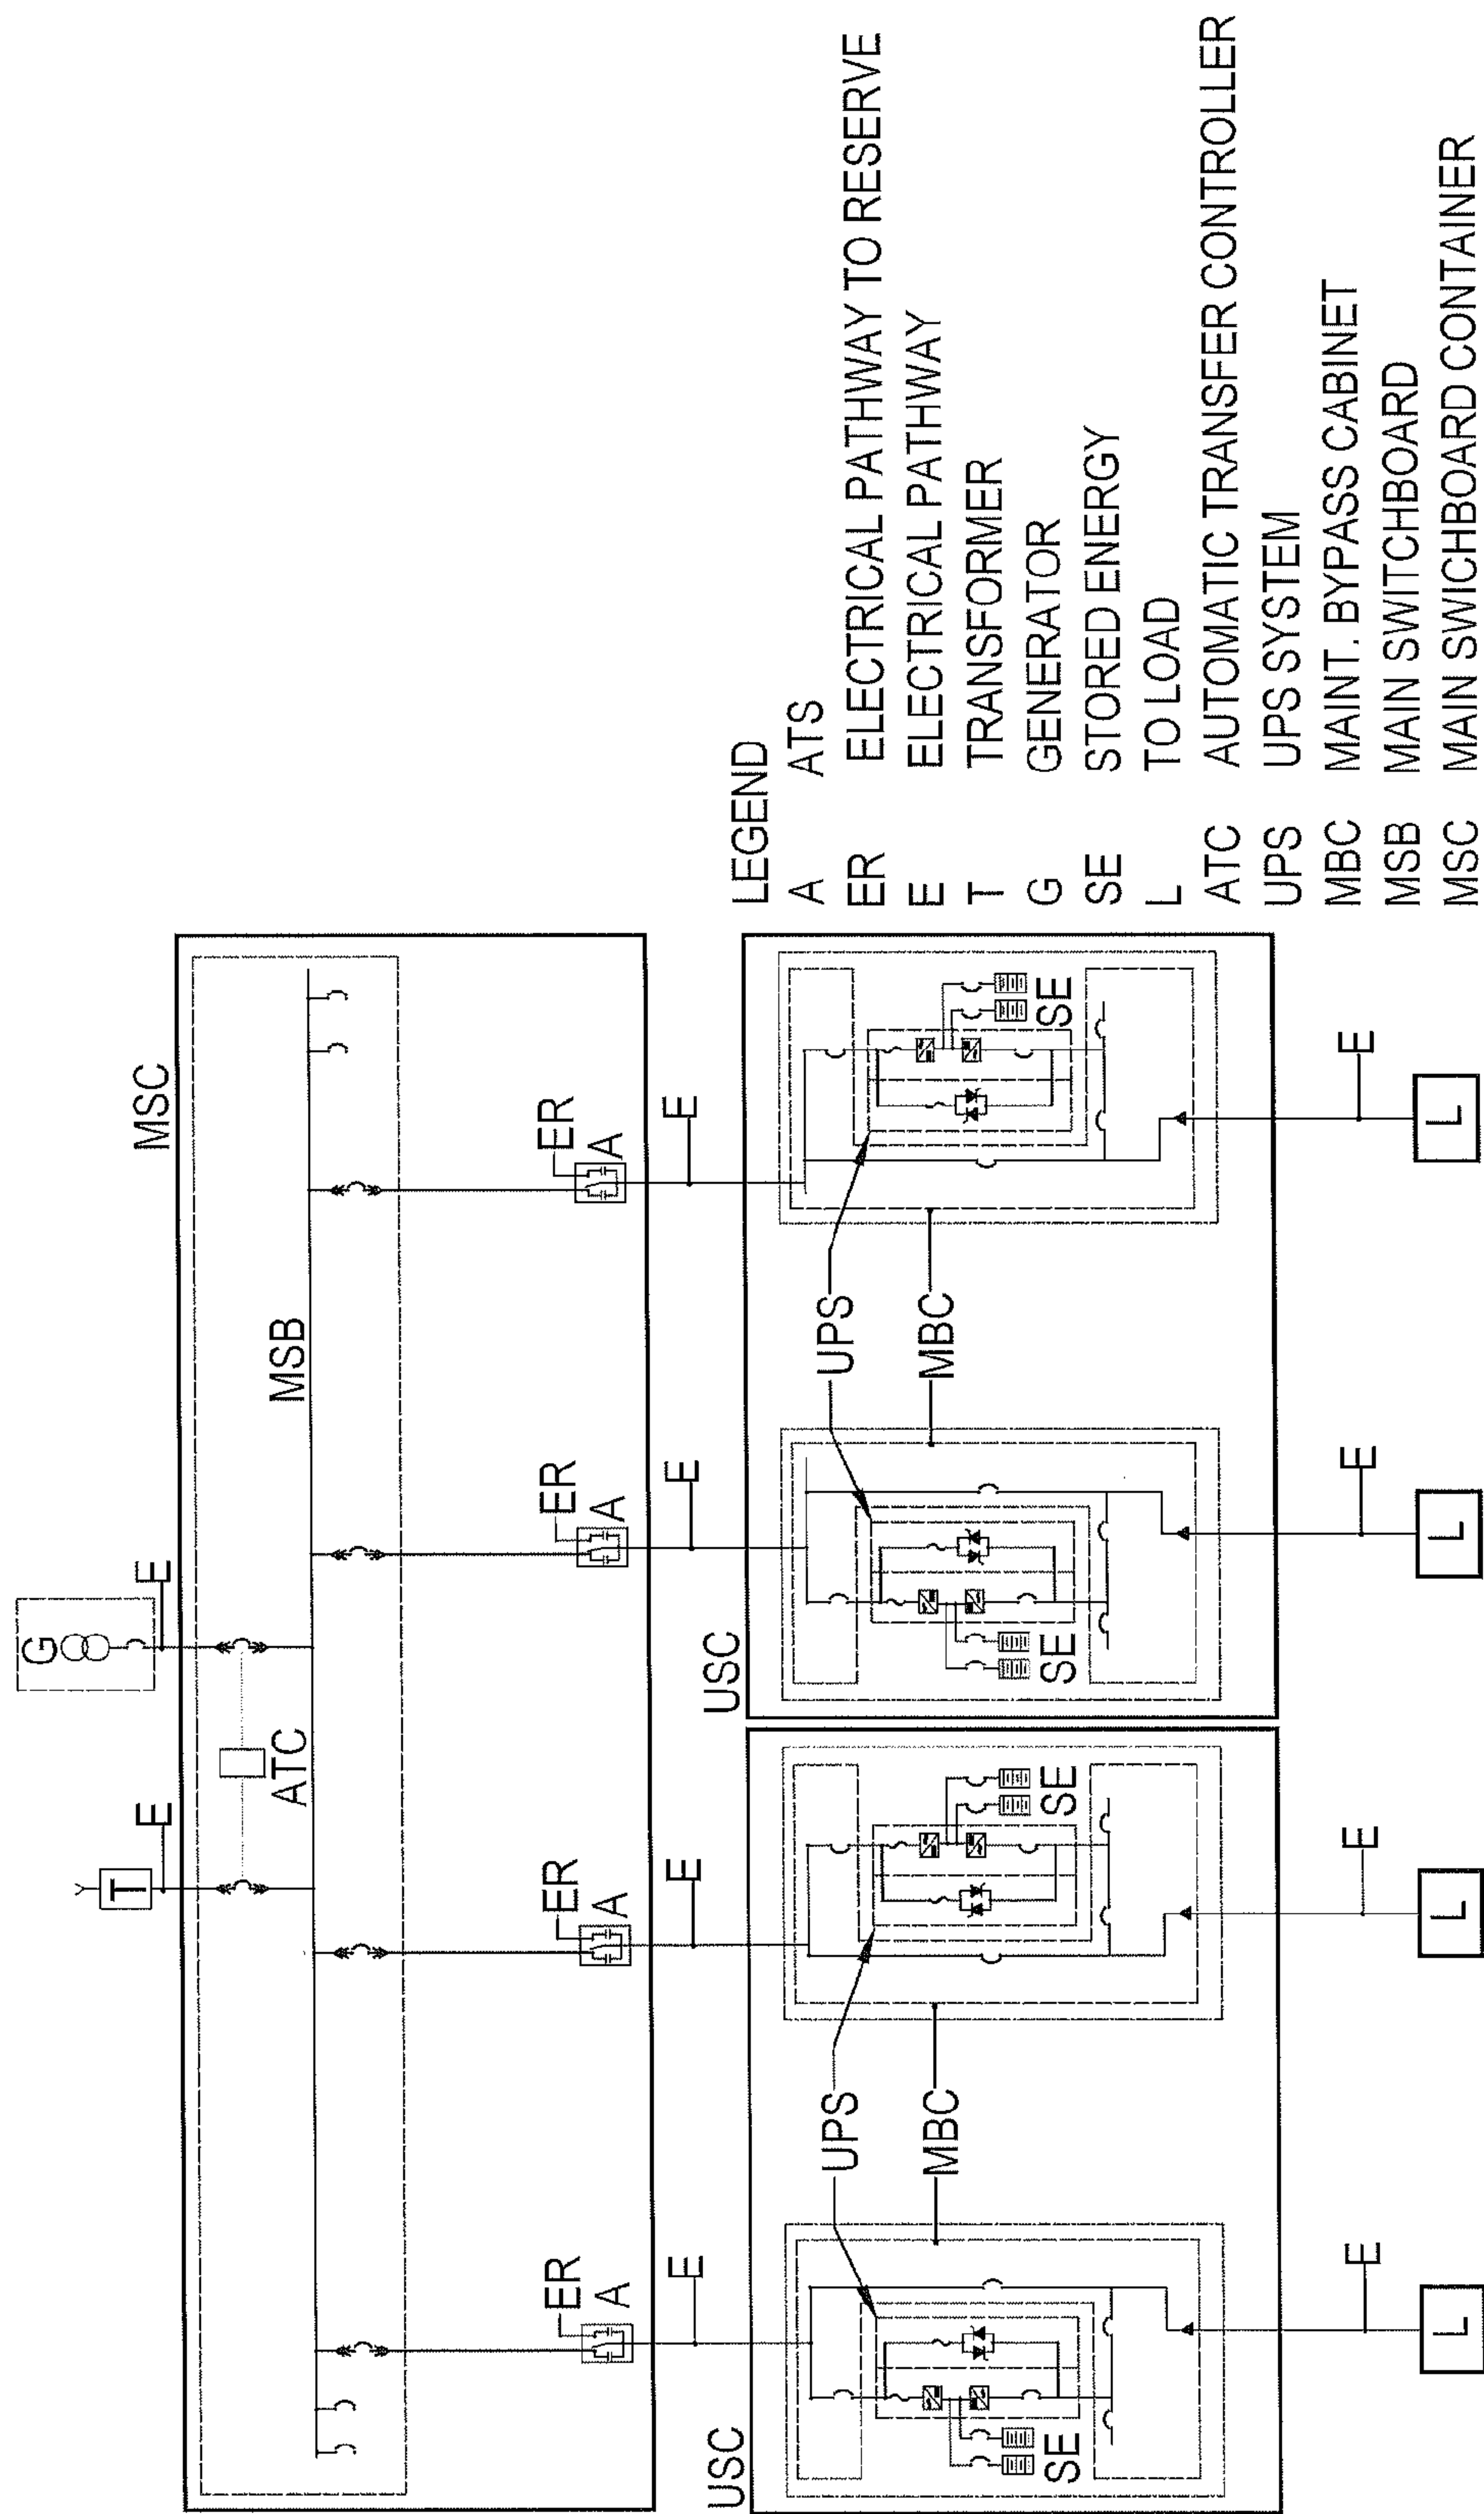 G
T E E MSC
ATC MSB
ER ER ER ER
A A A A
E E E E
USC USC
UPS UPS
MBC MBC
SE SE SE SE
E E E E
L L L L
LEGEND
A ATS
ER ELECTRICAL PATHWAY TO RESERVE
E ELECTRICAL PATHWAY
T TRANSFORMER
G GENERATOR
SE STORED ENERGY
L TO LOAD
ATC AUTOMATIC TRANSFER CONTROLLER
UPS UPS SYSTEM
MBC MAINT. BYPASS CABINET
MSB MAIN SWITCHBOARD
MSC MAIN SWICHBOARD CONTAINER